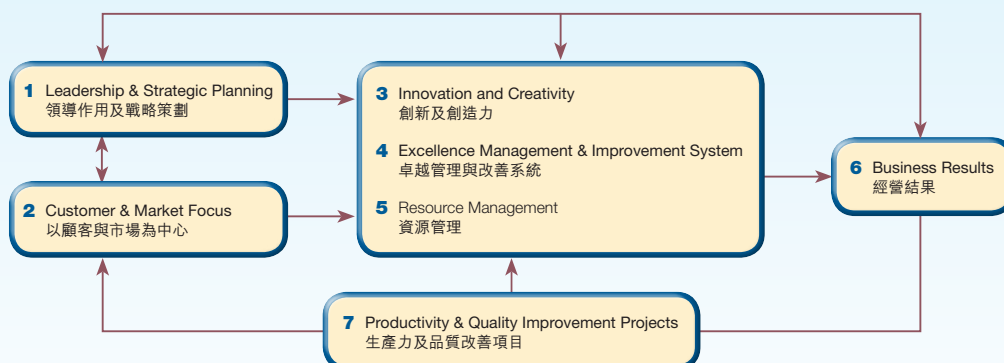 1 Leadership & Strategic Planning
領導作用及戰略策劃
2 Customer & Market Focus
以顧客與市場為中心
3 Innovation and Creativity
創新及創造力
4 Excellence Management & Improvement System
卓越管理與改善系統
5 Resource Management
資源管理
6 Business Results
經營結果
7 Productivity & Quality Improvement Projects
生產力及品質改善項目